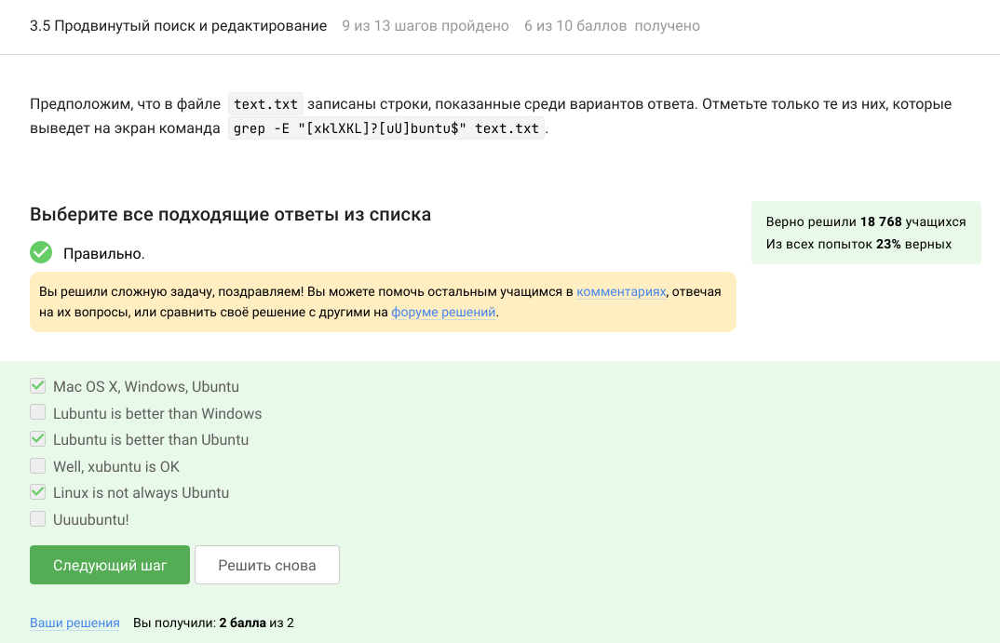 3.5 Продвинутый поиск и редактирование 9 из 13 шагов пройдено 6 из 10 баллов получено
Предположим, что в файле text.txt записаны строки, показанные среди вариантов ответа. Отметьте только те из них, которые
выведет на экран команда grep -E "[xklXKL]?[uU]buntu$" text.txt.
Выберите все подходящие ответы из списка
Верно решили 18 768 учащихся
Из всех попыток 23% верных
Правильно.
Вы решили сложную задачу, поздравляем! Вы можете помочь остальным учащимся в комментариях, отвечая
на их вопросы, или сравнить своё решение с другими на форуме решений.
Mac OS X, Windows, Ubuntu
Lubuntu is better than Windows
Lubuntu is better than Ubuntu
Well, xubuntu is OK
Linux is not always Ubuntu
Uuuubuntu!
Следующий шаг Решить снова
Ваши решения Вы получили: 2 балла из 2